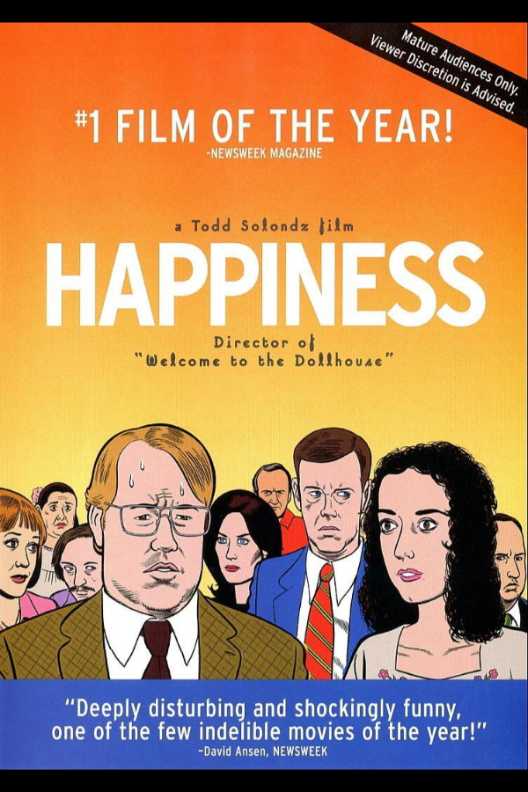 Mature Audiences Only.
Viewer Discretion is Advised.
#1 FILM OF THE YEAR!
-NEWSWEEK MAGAZINE
a Todd Solondz film
HAPPINESS
Director of
"Welcome to the Dollhouse"
"Deeply disturbing and shockingly funny,
one of the few indelible movies of the year!"
-David Ansen, NEWSWEEK